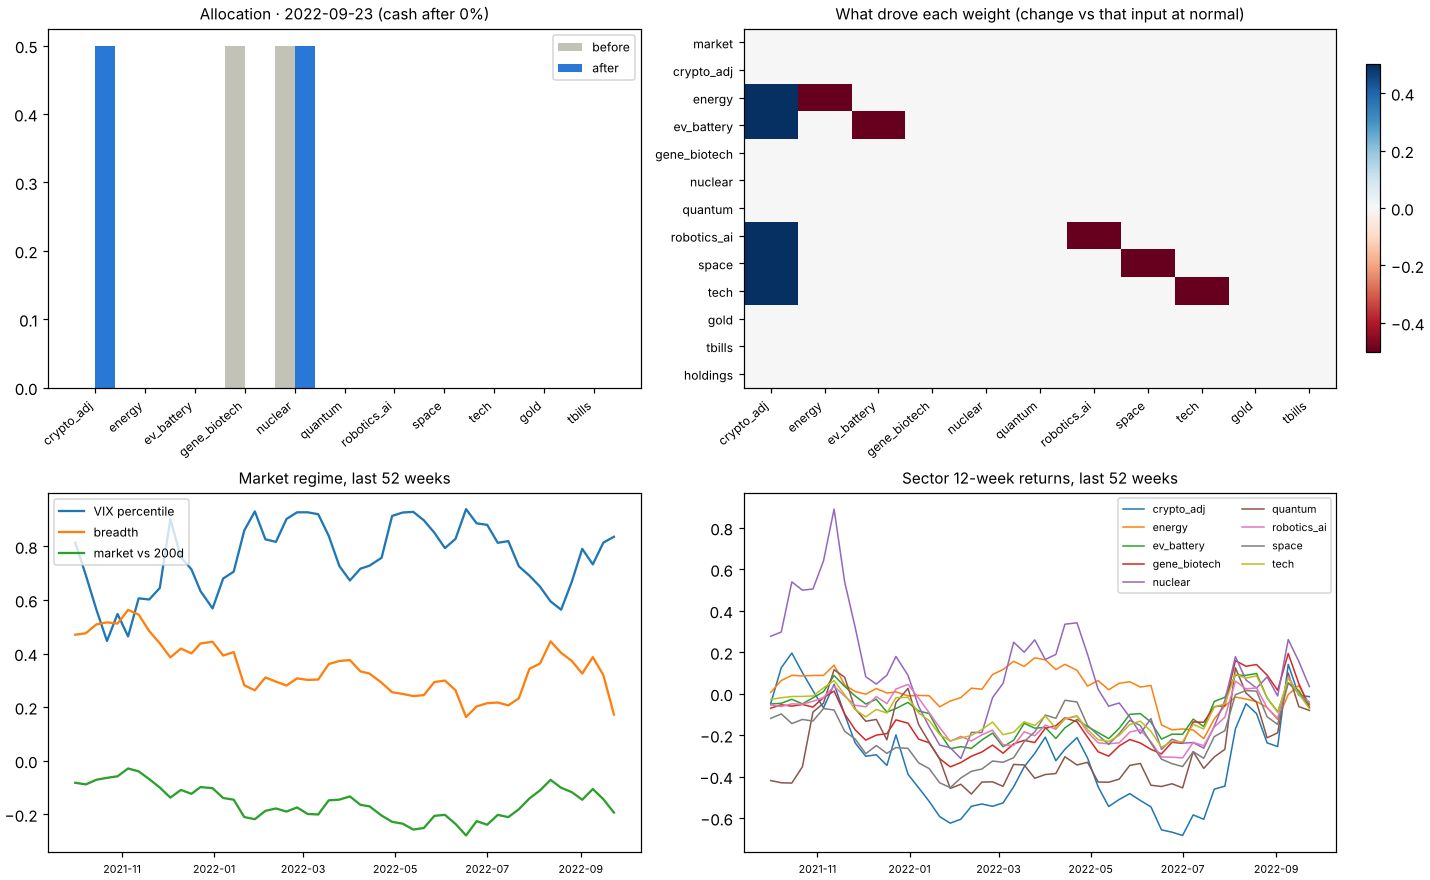 Allocation · 2022-09-23 (cash after 0%)
before
after
0.5
0.4
0.3
0.2
0.1
0.0
crypto_adj
energy
ev_battery
gene_biotech
nuclear
quantum
robotics_ai
space
tech
gold
tbills
What drove each weight (change vs that input at normal)
market
crypto_adj
energy
ev_battery
gene_biotech
nuclear
quantum
robotics_ai
space
tech
gold
tbills
holdings
crypto_adj
energy
ev_battery
gene_biotech
nuclear
quantum
robotics_ai
space
tech
gold
tbills
0.4
0.2
0.0
−0.2
−0.4
Market regime, last 52 weeks
VIX percentile
breadth
market vs 200d
0.8
0.6
0.4
0.2
0.0
−0.2
2021-11
2022-01
2022-03
2022-05
2022-07
2022-09
Sector 12-week returns, last 52 weeks
crypto_adj
energy
ev_battery
gene_biotech
nuclear
quantum
robotics_ai
space
tech
0.8
0.6
0.4
0.2
0.0
−0.2
−0.4
−0.6
2021-11
2022-01
2022-03
2022-05
2022-07
2022-09